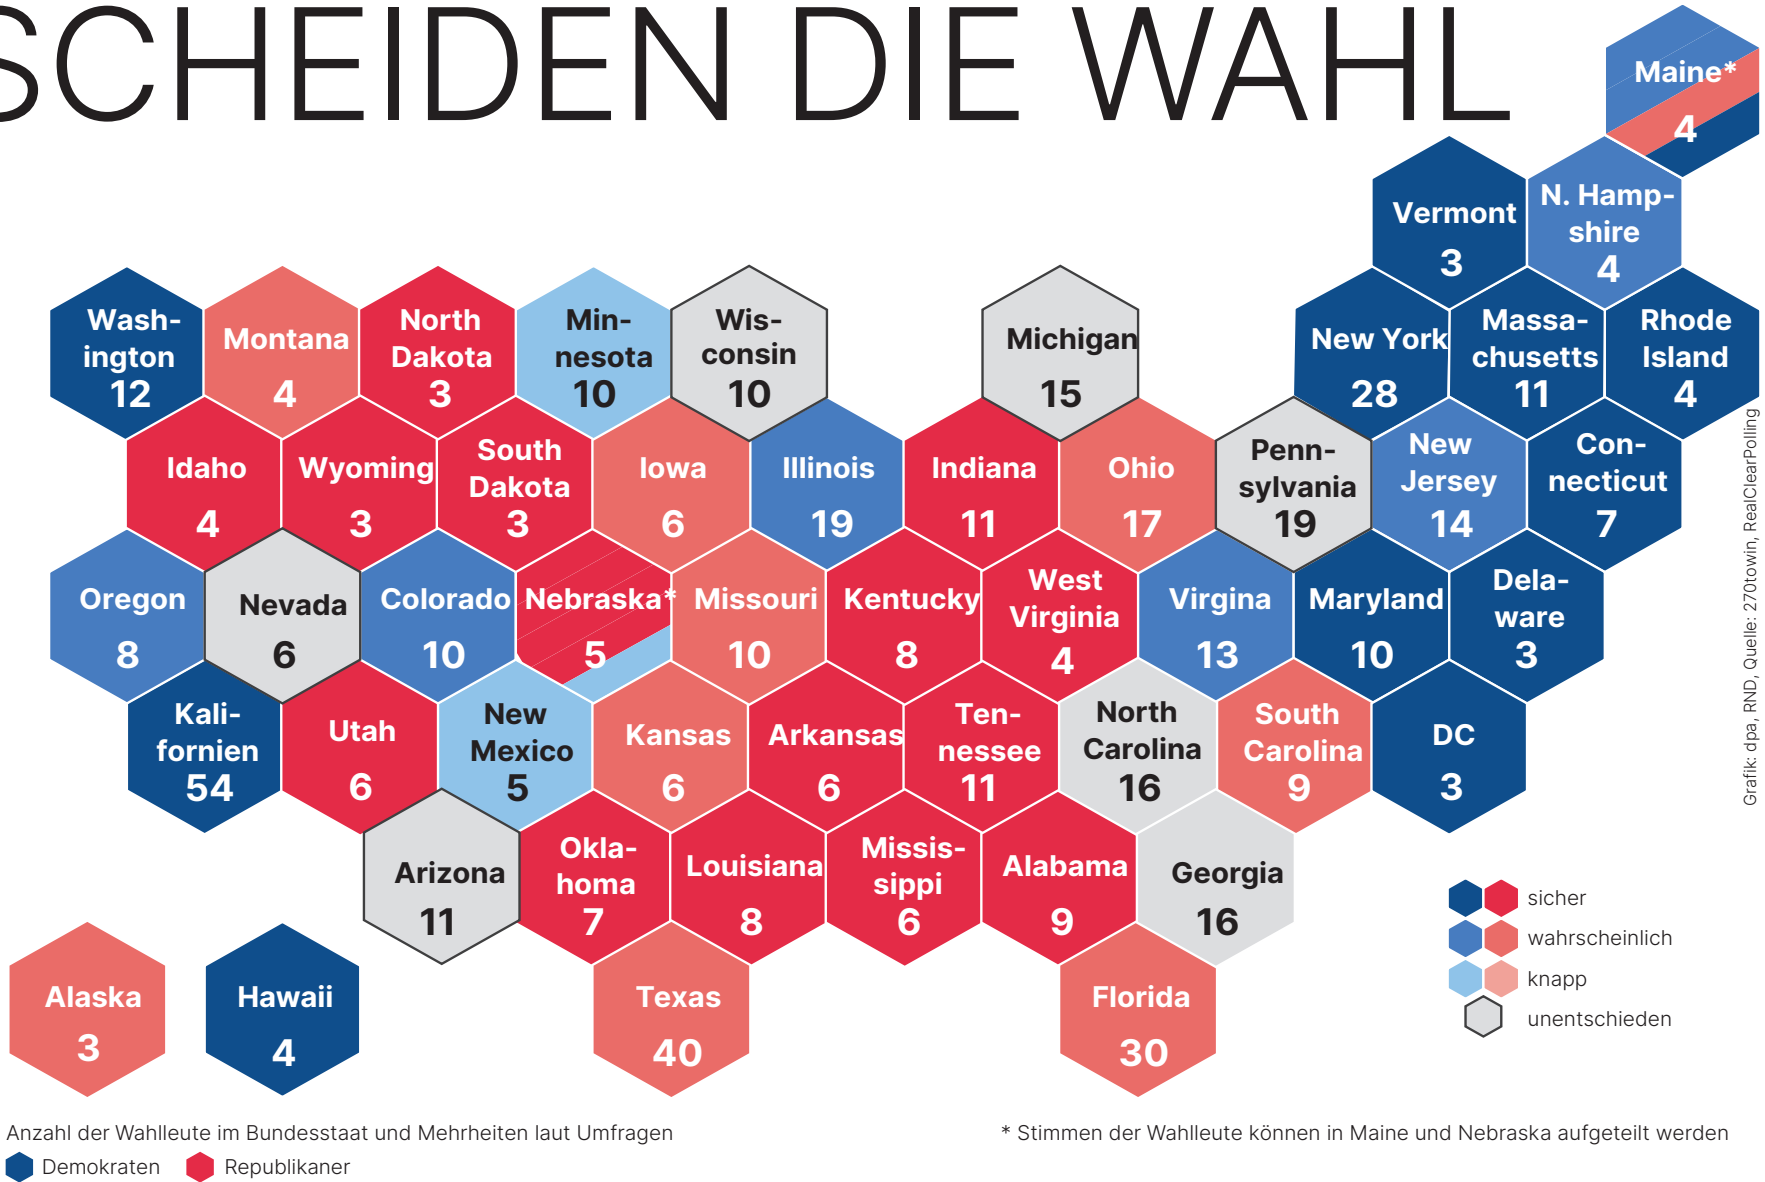 SCHEIDEN DIE WAHL
Maine*
4
Vermont
3
N. Hamp-
shire
4
Wash-
ington
12
Montana
4
North
Dakota
3
Min-
nesota
10
Wis-
consin
10
Michigan
15
New York
28
Massa-
chusetts
11
Rhode
Island
4
Idaho
4
Wyoming
3
South
Dakota
3
Iowa
6
Illinois
19
Indiana
11
Ohio
17
Penn-
sylvania
19
New
Jersey
14
Con-
necticut
7
Oregon
8
Nevada
6
Colorado
10
Nebraska*
5
Missouri
10
Kentucky
8
West
Virginia
4
Virgina
13
Maryland
10
Dela-
ware
3
Kali-
fornien
54
Utah
6
New
Mexico
5
Kansas
6
Arkansas
6
Ten-
nessee
11
North
Carolina
16
South
Carolina
9
DC
3
Arizona
11
Okla-
homa
7
Louisiana
8
Missis-
sippi
6
Alabama
9
Georgia
16
Alaska
3
Hawaii
4
Texas
40
Florida
30
sicher
wahrscheinlich
knapp
unentschieden
Grafik: dpa, RND, Quelle: 270towin, RealClearPolling
Anzahl der Wahlleute im Bundesstaat und Mehrheiten laut Umfragen
Demokraten Republikaner
* Stimmen der Wahlleute können in Maine und Nebraska aufgeteilt werden